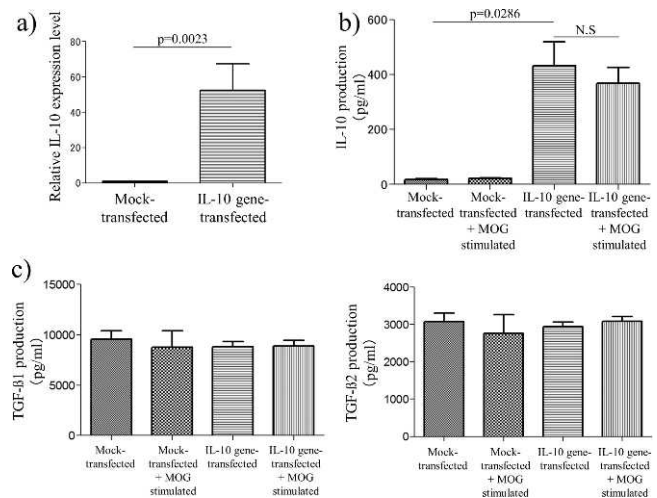 a)
p=0.0023
Relative IL-10 expression level
80
60
40
20
0
Mock-
transfected
IL-10 gene-
transfected
b)
p=0.0286
N.S
IL-10 production
(pg/ml)
600
400
200
0
Mock-
transfected
Mock-
transfected
+ MOG
stimulated
IL-10 gene-
transfected
IL-10 gene-
transfected
+ MOG
stimulated
c)
TGF-ß1 production
(pg/ml)
15000
10000
5000
0
Mock-
transfected
Mock-
transfected
+ MOG
stimulated
IL-10 gene-
transfected
IL-10 gene-
transfected
+ MOG
stimulated
TGF-ß2 production
(pg/ml)
4000
3000
2000
1000
0
Mock-
transfected
Mock-
transfected
+ MOG
stimulated
IL-10 gene-
transfected
IL-10 gene-
transfected
+ MOG
stimulated